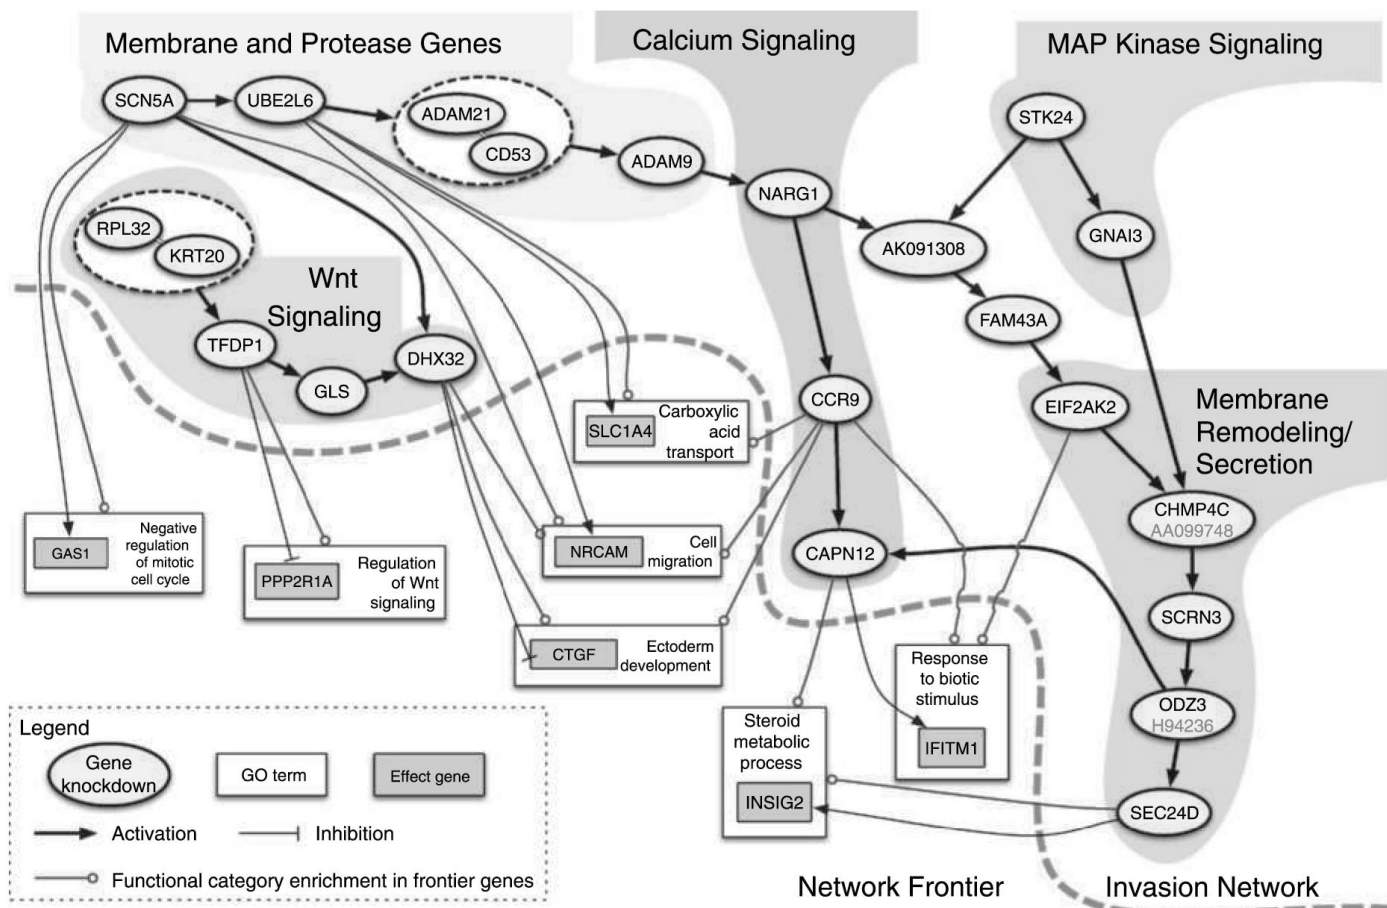 Membrane and Protease Genes
Calcium Signaling
MAP Kinase Signaling
SCN5A
UBE2L6
ADAM21
CD53
ADAM9
NARG1
STK24
GNAI3
AK091308
FAM43A
RPL32
KRT20
Wnt
Signaling
TFDP1
GLS
DHX32
CCR9
EIF2AK2
Membrane
Remodeling/
Secretion
SLC1A4
Carboxylic
acid
transport
CHMP4C
AA099748
GAS1
Negative
regulation
of mitotic
cell cycle
PPP2R1A
Regulation
of Wnt
signaling
NRCAM
Cell
migration
CAPN12
SCRN3
CTGF
Ectoderm
development
Response
to biotic
stimulus
IFITM1
ODZ3
H94236
Steroid
metabolic
process
INSIG2
SEC24D
Legend
Gene
knockdown
GO term
Effect gene
Activation
Inhibition
Functional category enrichment in frontier genes
Network Frontier
Invasion Network